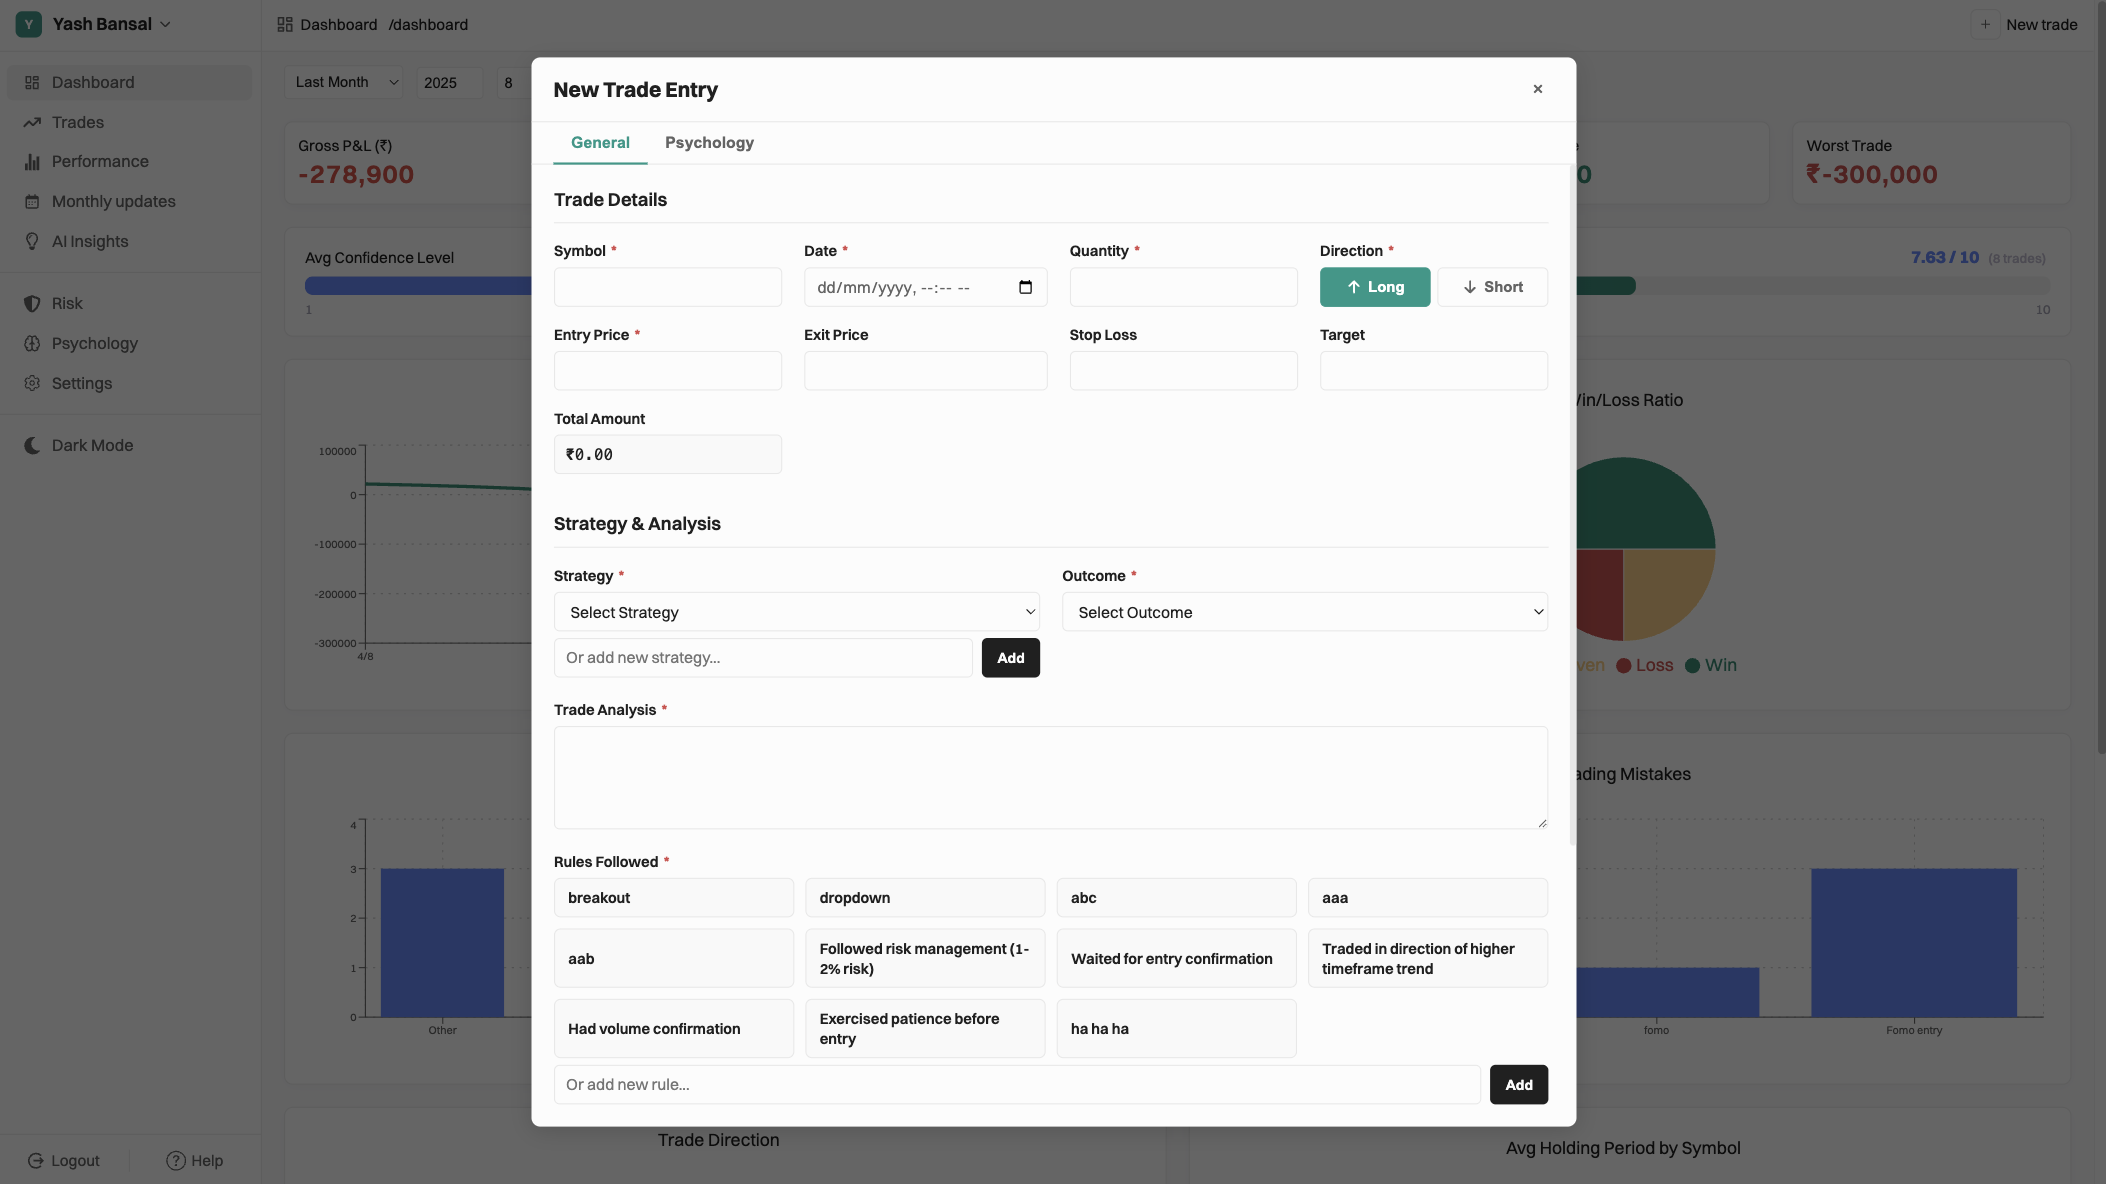 Y Yash Bansal
Dashboard /dashboard
+ New trade
Dashboard
Trades
Performance
Monthly updates
AI Insights
Risk
Psychology
Settings
Dark Mode
Logout
Help
Last Month
2025
8
Gross P&L (₹)
-278,900
0
Worst Trade
₹-300,000
Avg Confidence Level
1
7.63 / 10 (8 trades)
10
100000
0
-100000
-200000
-300000
4/8
/in/Loss Ratio
ven
Loss
Win
4
3
2
1
0
Other
ading Mistakes
fomo
Fomo entry
Trade Direction
Avg Holding Period by Symbol
New Trade Entry
×
General
Psychology
Trade Details
Symbol *
Date *
Quantity *
Direction *
dd/mm/yyyy, --:-- --
↑ Long
↓ Short
Entry Price *
Exit Price
Stop Loss
Target
Total Amount
₹0.00
Strategy & Analysis
Strategy *
Outcome *
Select Strategy
Select Outcome
Or add new strategy...
Add
Trade Analysis *
Rules Followed *
breakout
dropdown
abc
aaa
aab
Followed risk management (1-
2% risk)
Waited for entry confirmation
Traded in direction of higher
timeframe trend
Had volume confirmation
Exercised patience before
entry
ha ha ha
Or add new rule...
Add